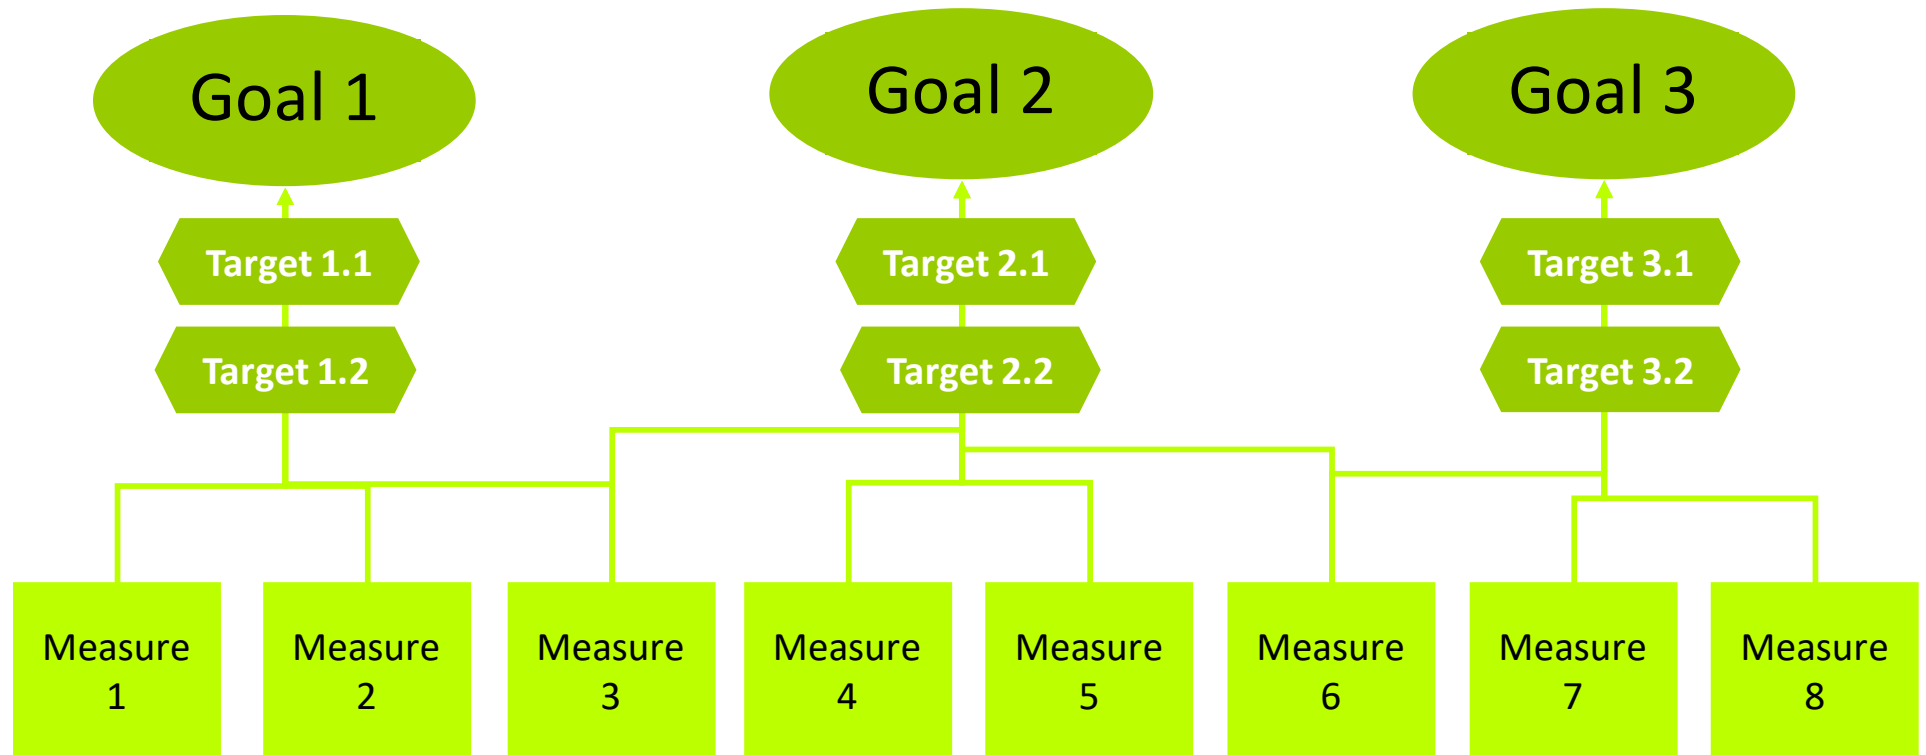 Goal 1
Goal 2
Goal 3
Target 1.1
Target 2.1
Target 3.1
Target 1.2
Target 2.2
Target 3.2
Measure
1
Measure
2
Measure
3
Measure
4
Measure
5
Measure
6
Measure
7
Measure
8